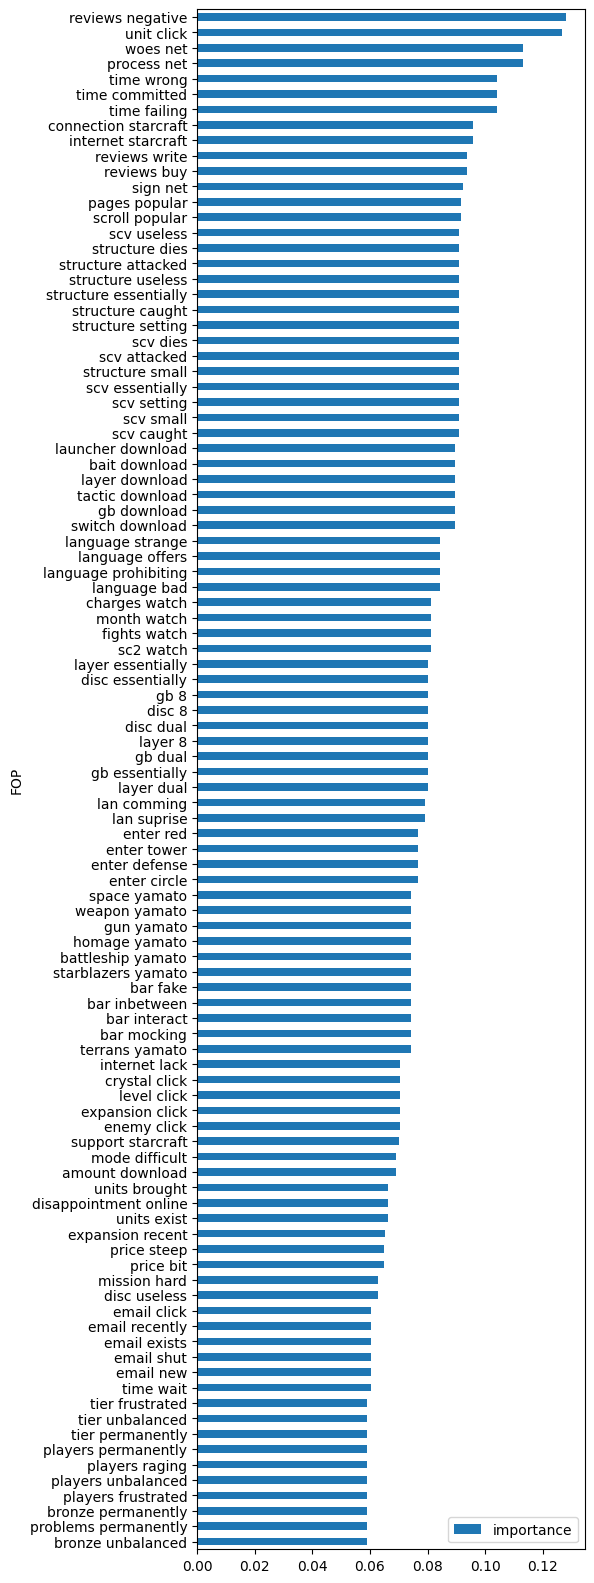 reviews negative
unit click
woes net
process net
time wrong
time committed
time failing
connection starcraft
internet starcraft
reviews write
reviews buy
sign net
pages popular
scroll popular
scv useless
structure dies
structure attacked
structure useless
structure essentially
structure caught
structure setting
scv dies
scv attacked
structure small
scv essentially
scv setting
scv small
scv caught
launcher download
bait download
layer download
tactic download
gb download
switch download
language strange
language offers
language prohibiting
language bad
charges watch
month watch
fights watch
sc2 watch
layer essentially
disc essentially
gb 8
disc 8
disc dual
layer 8
gb dual
gb essentially
layer dual
lan comming
lan suprise
enter red
enter tower
enter defense
enter circle
space yamato
weapon yamato
gun yamato
homage yamato
battleship yamato
starblazers yamato
bar fake
bar inbetween
bar interact
bar mocking
terrans yamato
internet lack
crystal click
level click
expansion click
enemy click
support starcraft
mode difficult
amount download
units brought
disappointment online
units exist
expansion recent
price steep
price bit
mission hard
disc useless
email click
email recently
email exists
email shut
email new
time wait
tier frustrated
tier unbalanced
tier permanently
players permanently
players raging
players unbalanced
players frustrated
bronze permanently
problems permanently
bronze unbalanced
FOP
importance
0.00 0.02 0.04 0.06 0.08 0.10 0.12